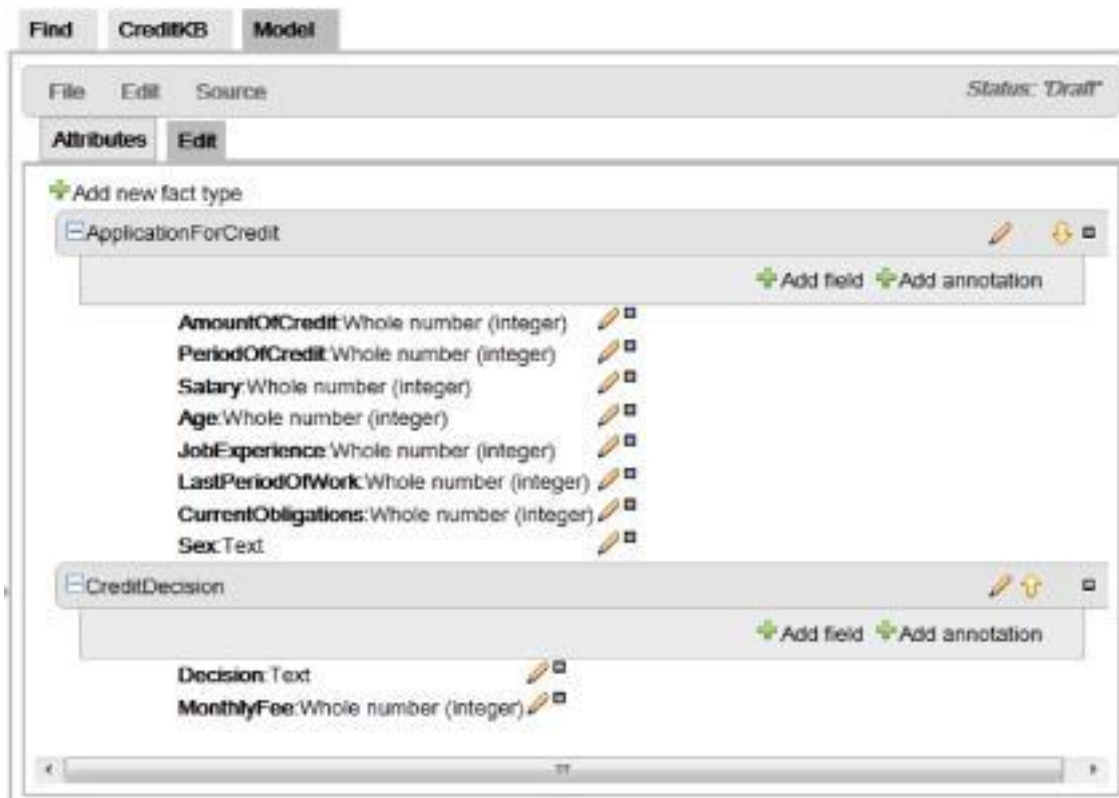 Find CreditKB Model
File Edit Source Status: 'Draft'
Attributes Edit
Add new fact type
ApplicationForCredit
Add field Add annotation
AmountOfCredit:Whole number (integer)
PeriodOfCredit:Whole number (integer)
Salary:Whole number (integer)
Age:Whole number (integer)
JobExperience:Whole number (integer)
LastPeriodOfWork:Whole number (integer)
CurrentObligations:Whole number (integer)
Sex:Text
CreditDecision
Add field Add annotation
Decision:Text
MonthlyFee:Whole number (integer)